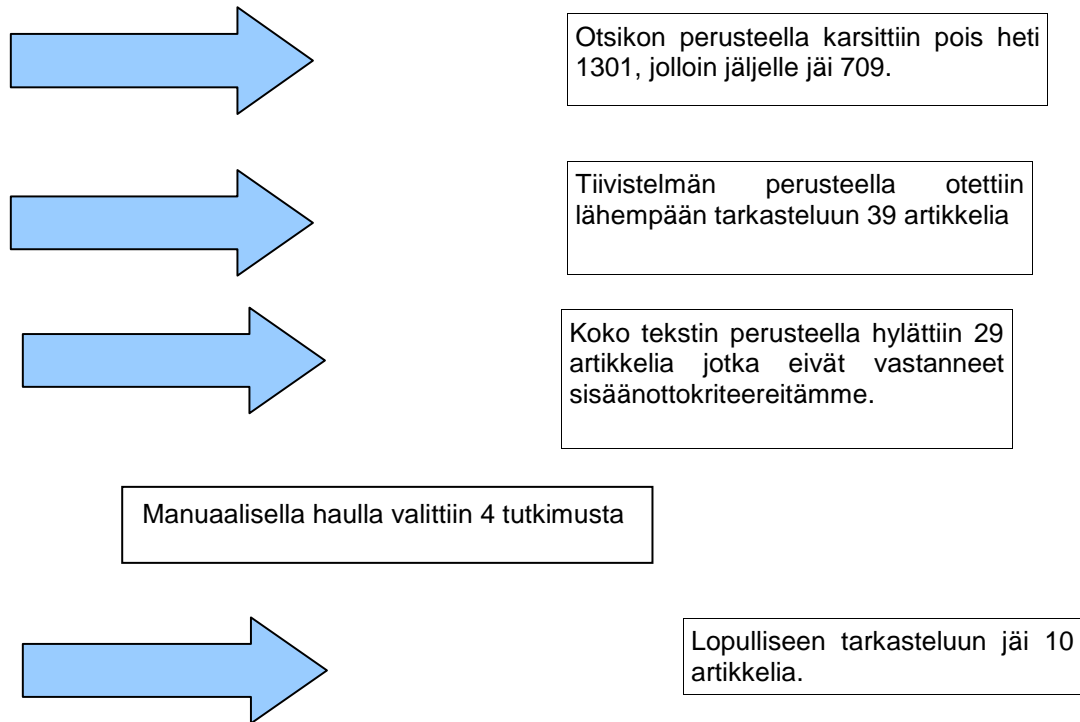 Otsikon perusteella karsittiin pois heti
1301, jolloin jäljelle jäi 709.
Tiivistelmän perusteella otettiin
lähempään tarkasteluun 39 artikkelia
Koko tekstin perusteella hylättiin 29
artikkelia jotka eivät vastanneet
sisäänottokriteereitämme.
Manuaalisella haulla valittiin 4 tutkimusta
Lopulliseen tarkasteluun jäi 10
artikkelia.